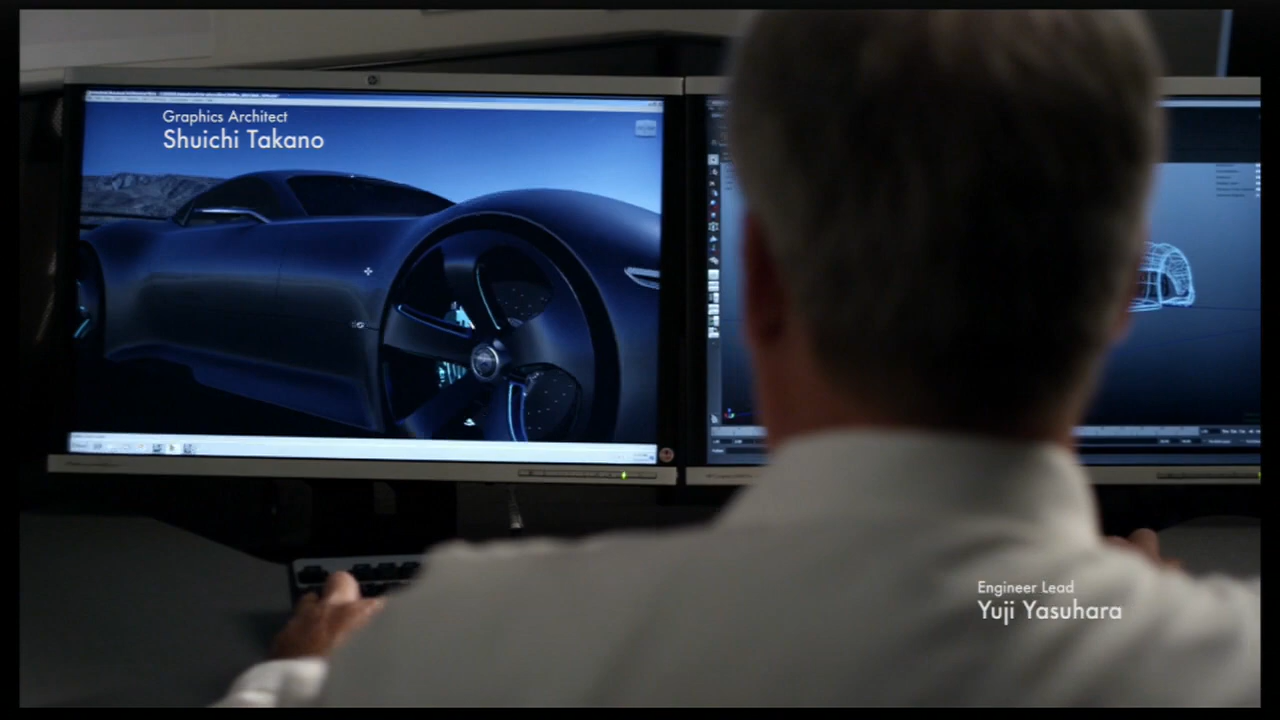 Graphics Architect
Shuichi Takano
Engineer Lead
Yuji Yasuhara